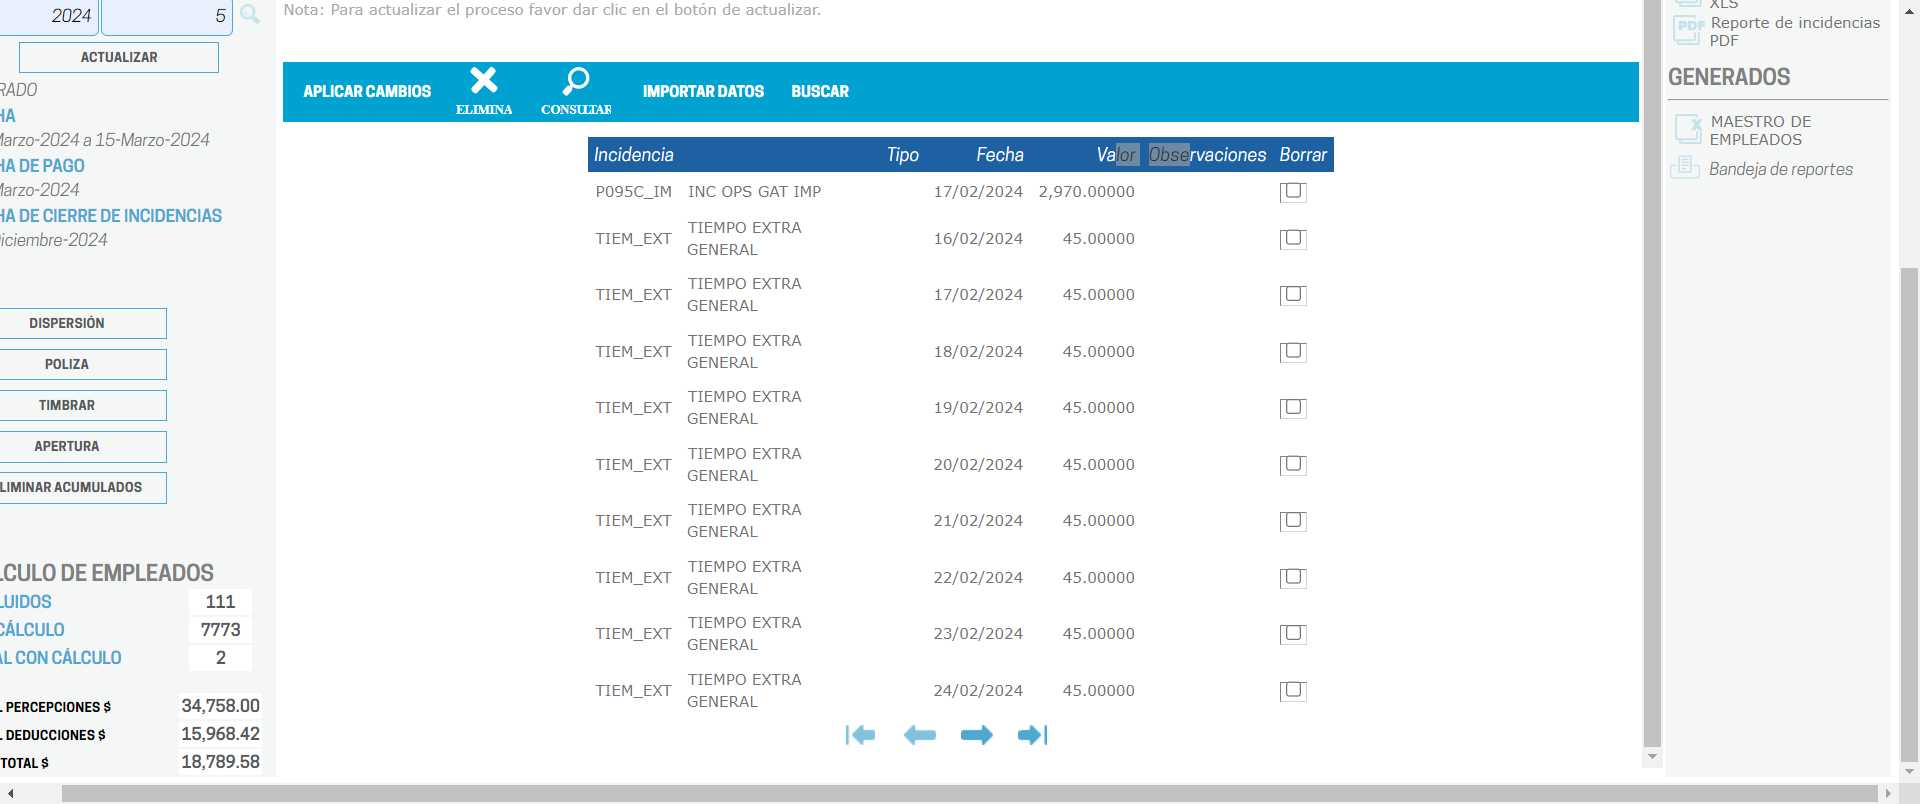 2024 5
ACTUALIZAR
RADO
HA
Marzo-2024 a 15-Marzo-2024
HA DE PAGO
Marzo-2024
HA DE CIERRE DE INCIDENCIAS
iciembre-2024
DISPERSIÓN
POLIZA
TIMBRAR
APERTURA
LIMINAR ACUMULADOS
LCULO DE EMPLEADOS
LUIDOS 111
CÁLCULO 7773
AL CON CÁLCULO 2
L PERCEPCIONES $ 34,758.00
L DEDUCCIONES $ 15,968.42
TOTAL $ 18,789.58
Nota: Para actualizar el proceso favor dar clic en el botón de actualizar.
APLICAR CAMBIOS ELIMINA CONSULTAR IMPORTAR DATOS BUSCAR
Incidencia Tipo Fecha Valor Observaciones Borrar
P095C_IM INC OPS GAT IMP 17/02/2024 2,970.00000
TIEM_EXT TIEMPO EXTRA GENERAL 16/02/2024 45.00000
TIEM_EXT TIEMPO EXTRA GENERAL 17/02/2024 45.00000
TIEM_EXT TIEMPO EXTRA GENERAL 18/02/2024 45.00000
TIEM_EXT TIEMPO EXTRA GENERAL 19/02/2024 45.00000
TIEM_EXT TIEMPO EXTRA GENERAL 20/02/2024 45.00000
TIEM_EXT TIEMPO EXTRA GENERAL 21/02/2024 45.00000
TIEM_EXT TIEMPO EXTRA GENERAL 22/02/2024 45.00000
TIEM_EXT TIEMPO EXTRA GENERAL 23/02/2024 45.00000
TIEM_EXT TIEMPO EXTRA GENERAL 24/02/2024 45.00000
XLS
PDF Reporte de incidencias
PDF
GENERADOS
MAESTRO DE
EMPLEADOS
Bandeja de reportes